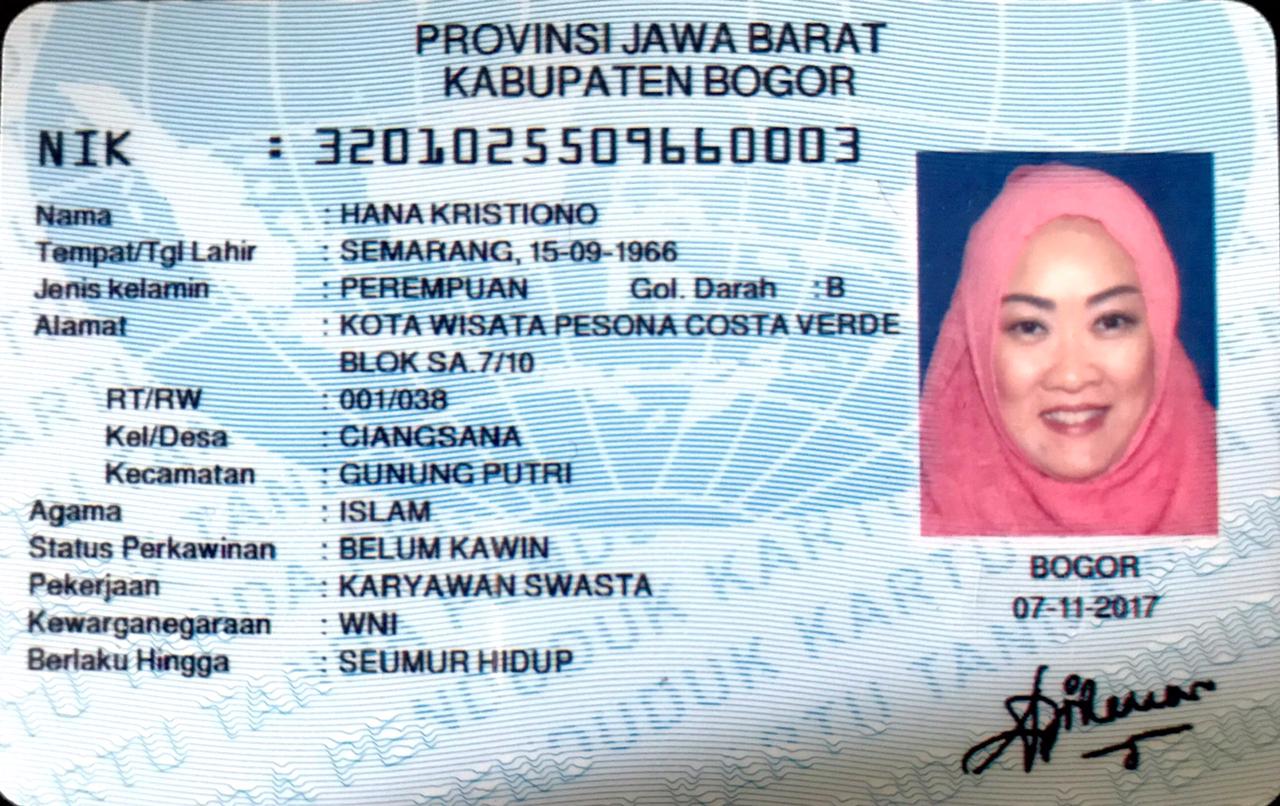 PROVINSI JAWA BARAT
KABUPATEN BOGOR
NIK : 3201025509660003
Nama : HANA KRISTIONO
Tempat/Tgl Lahir : SEMARANG, 15-09-1966
Jenis kelamin : PEREMPUAN Gol. Darah : B
Alamat : KOTA WISATA PESONA COSTA VERDE
BLOK SA.7/10
RT/RW : 001/038
Kel/Desa : CIANGSANA
Kecamatan : GUNUNG PUTRI
Agama : ISLAM
Status Perkawinan : BELUM KAWIN
Pekerjaan : KARYAWAN SWASTA
Kewarganegaraan : WNI
Berlaku Hingga : SEUMUR HIDUP
BOGOR
07-11-2017